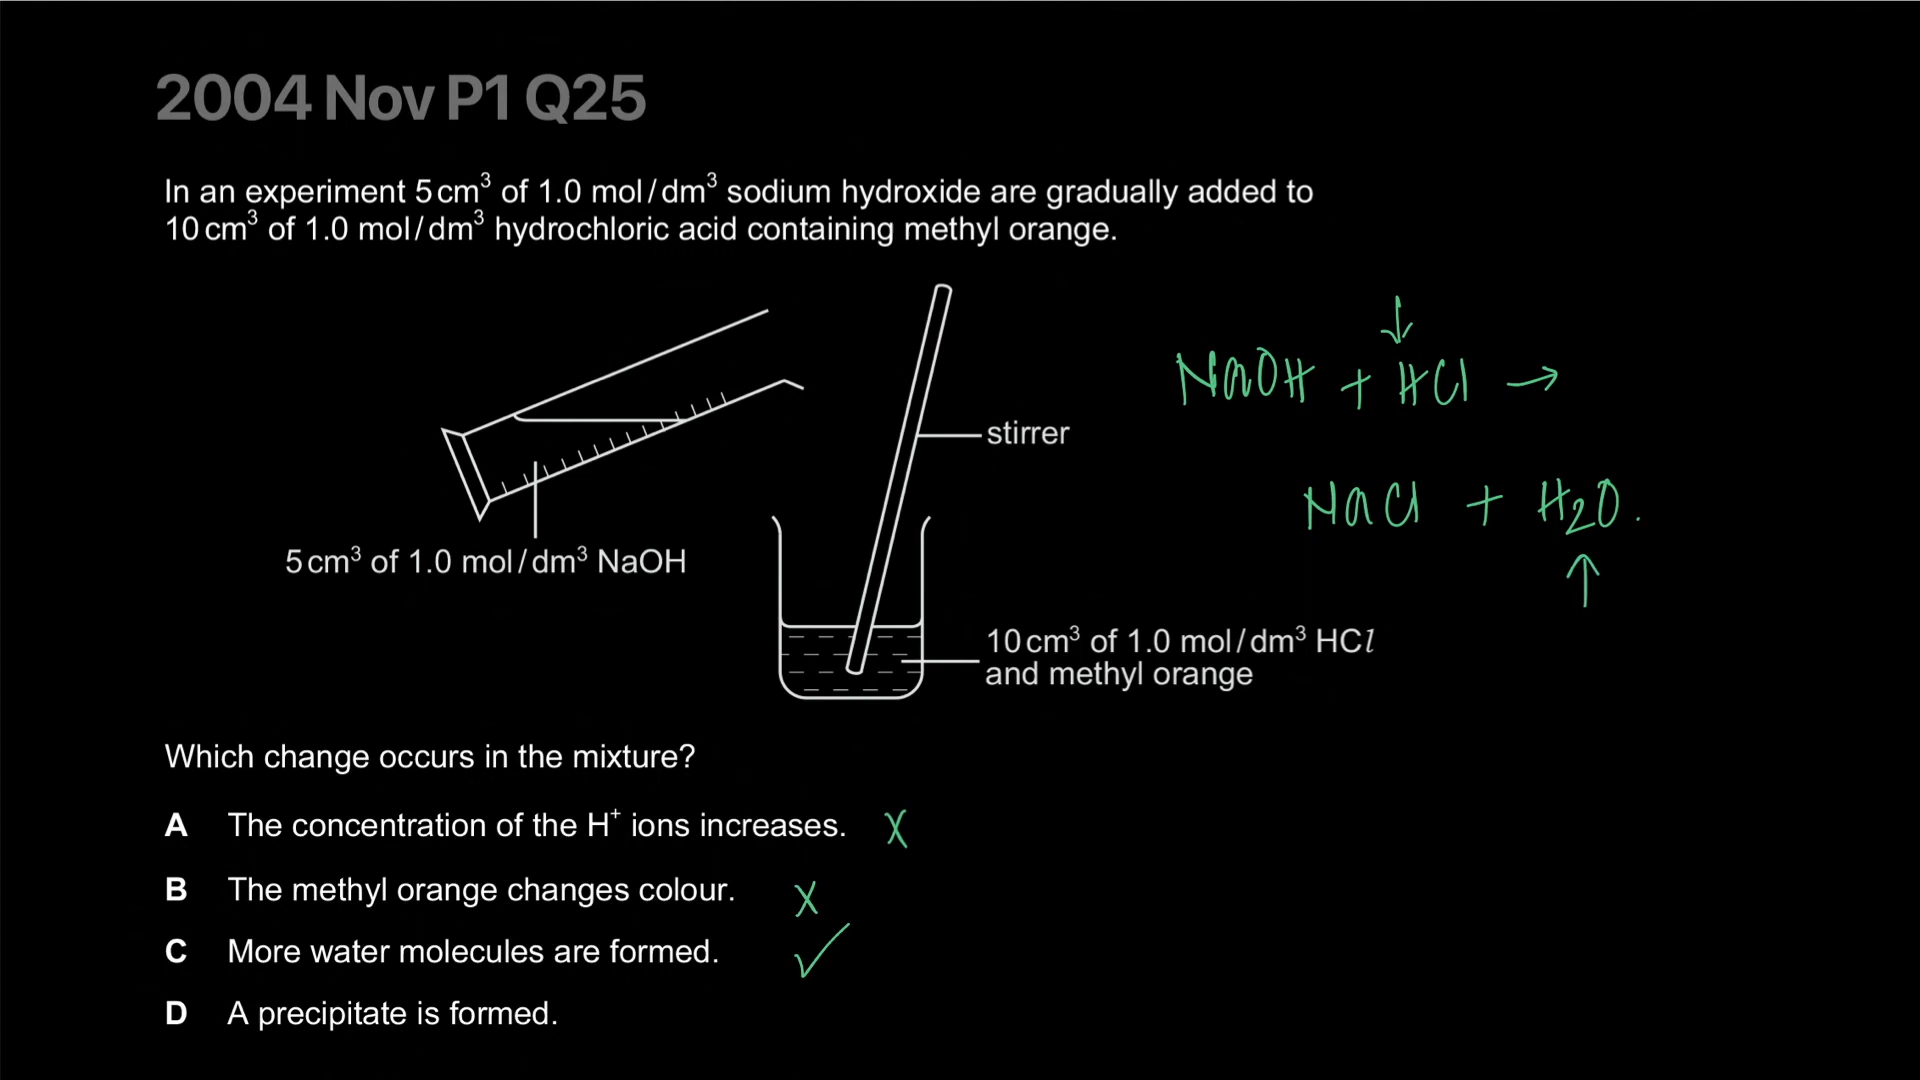 2004 Nov P1 Q25
In an experiment 5 cm³ of 1.0 mol/dm³ sodium hydroxide are gradually added to
10 cm³ of 1.0 mol/dm³ hydrochloric acid containing methyl orange.
↓
NaOH + HCl →
stirrer
NaCl + H₂O.
↑
5 cm³ of 1.0 mol/dm³ NaOH
10 cm³ of 1.0 mol/dm³ HCl
and methyl orange
Which change occurs in the mixture?
A The concentration of the H⁺ ions increases. X
B The methyl orange changes colour. X
C More water molecules are formed. ✓
D A precipitate is formed.